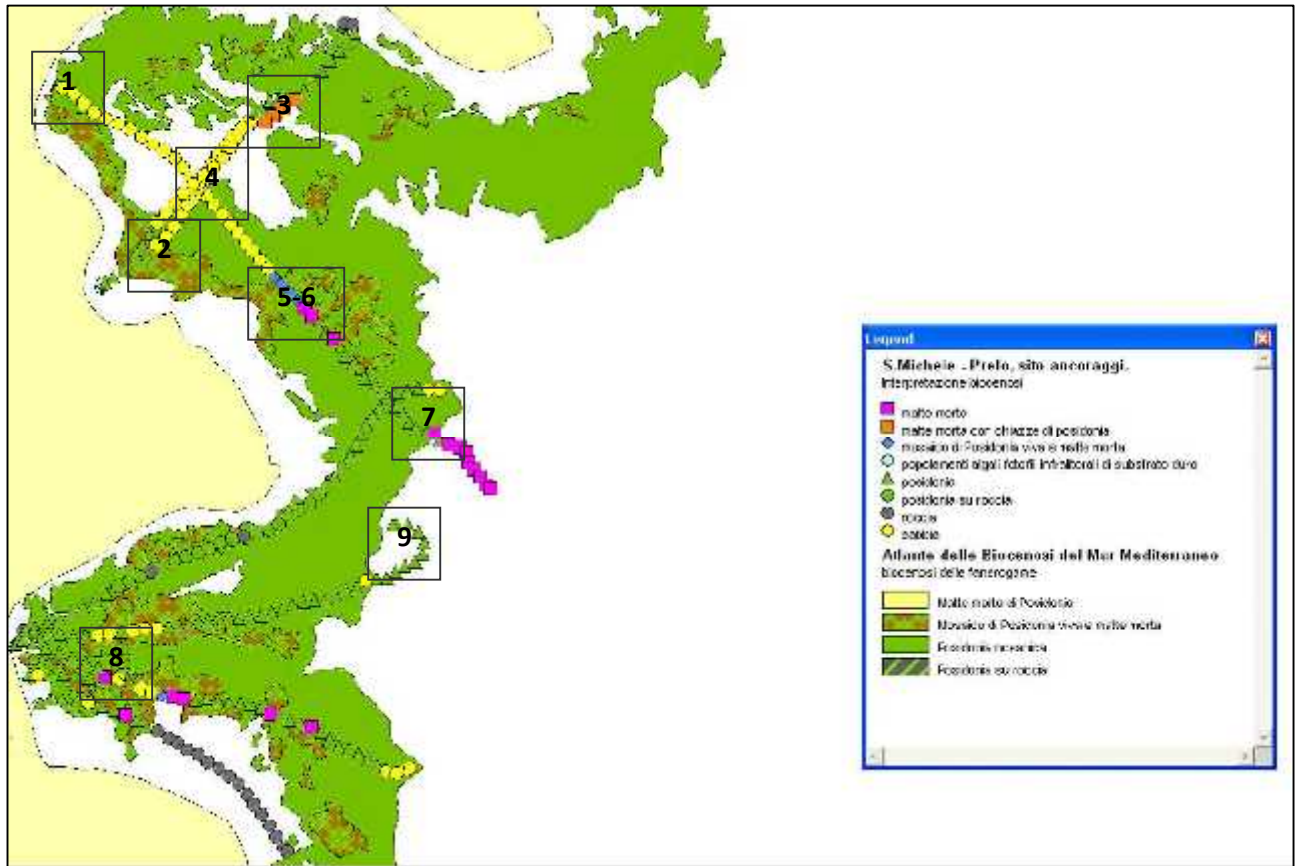 1
3
4
2
5-6
7
9
8
Legend
S.Michele - Prelo, sito ancoraggi.
Interpretazione biocenosi
matte morta
matte morta con chiazze di posidonia
mosaico di Posidonia viva e matte morta
popolamenti algali fotofili infralitorali di substrato duro
posidonia
posidonia su roccia
roccia
sabbia
Atlante delle Biocenosi del Mar Mediterraneo
biocenosi delle fanerogame
Matte morta di Posidonia
Mosaico di Posidonia viva e matte morta
Posidonia oceanica
Posidonia su roccia